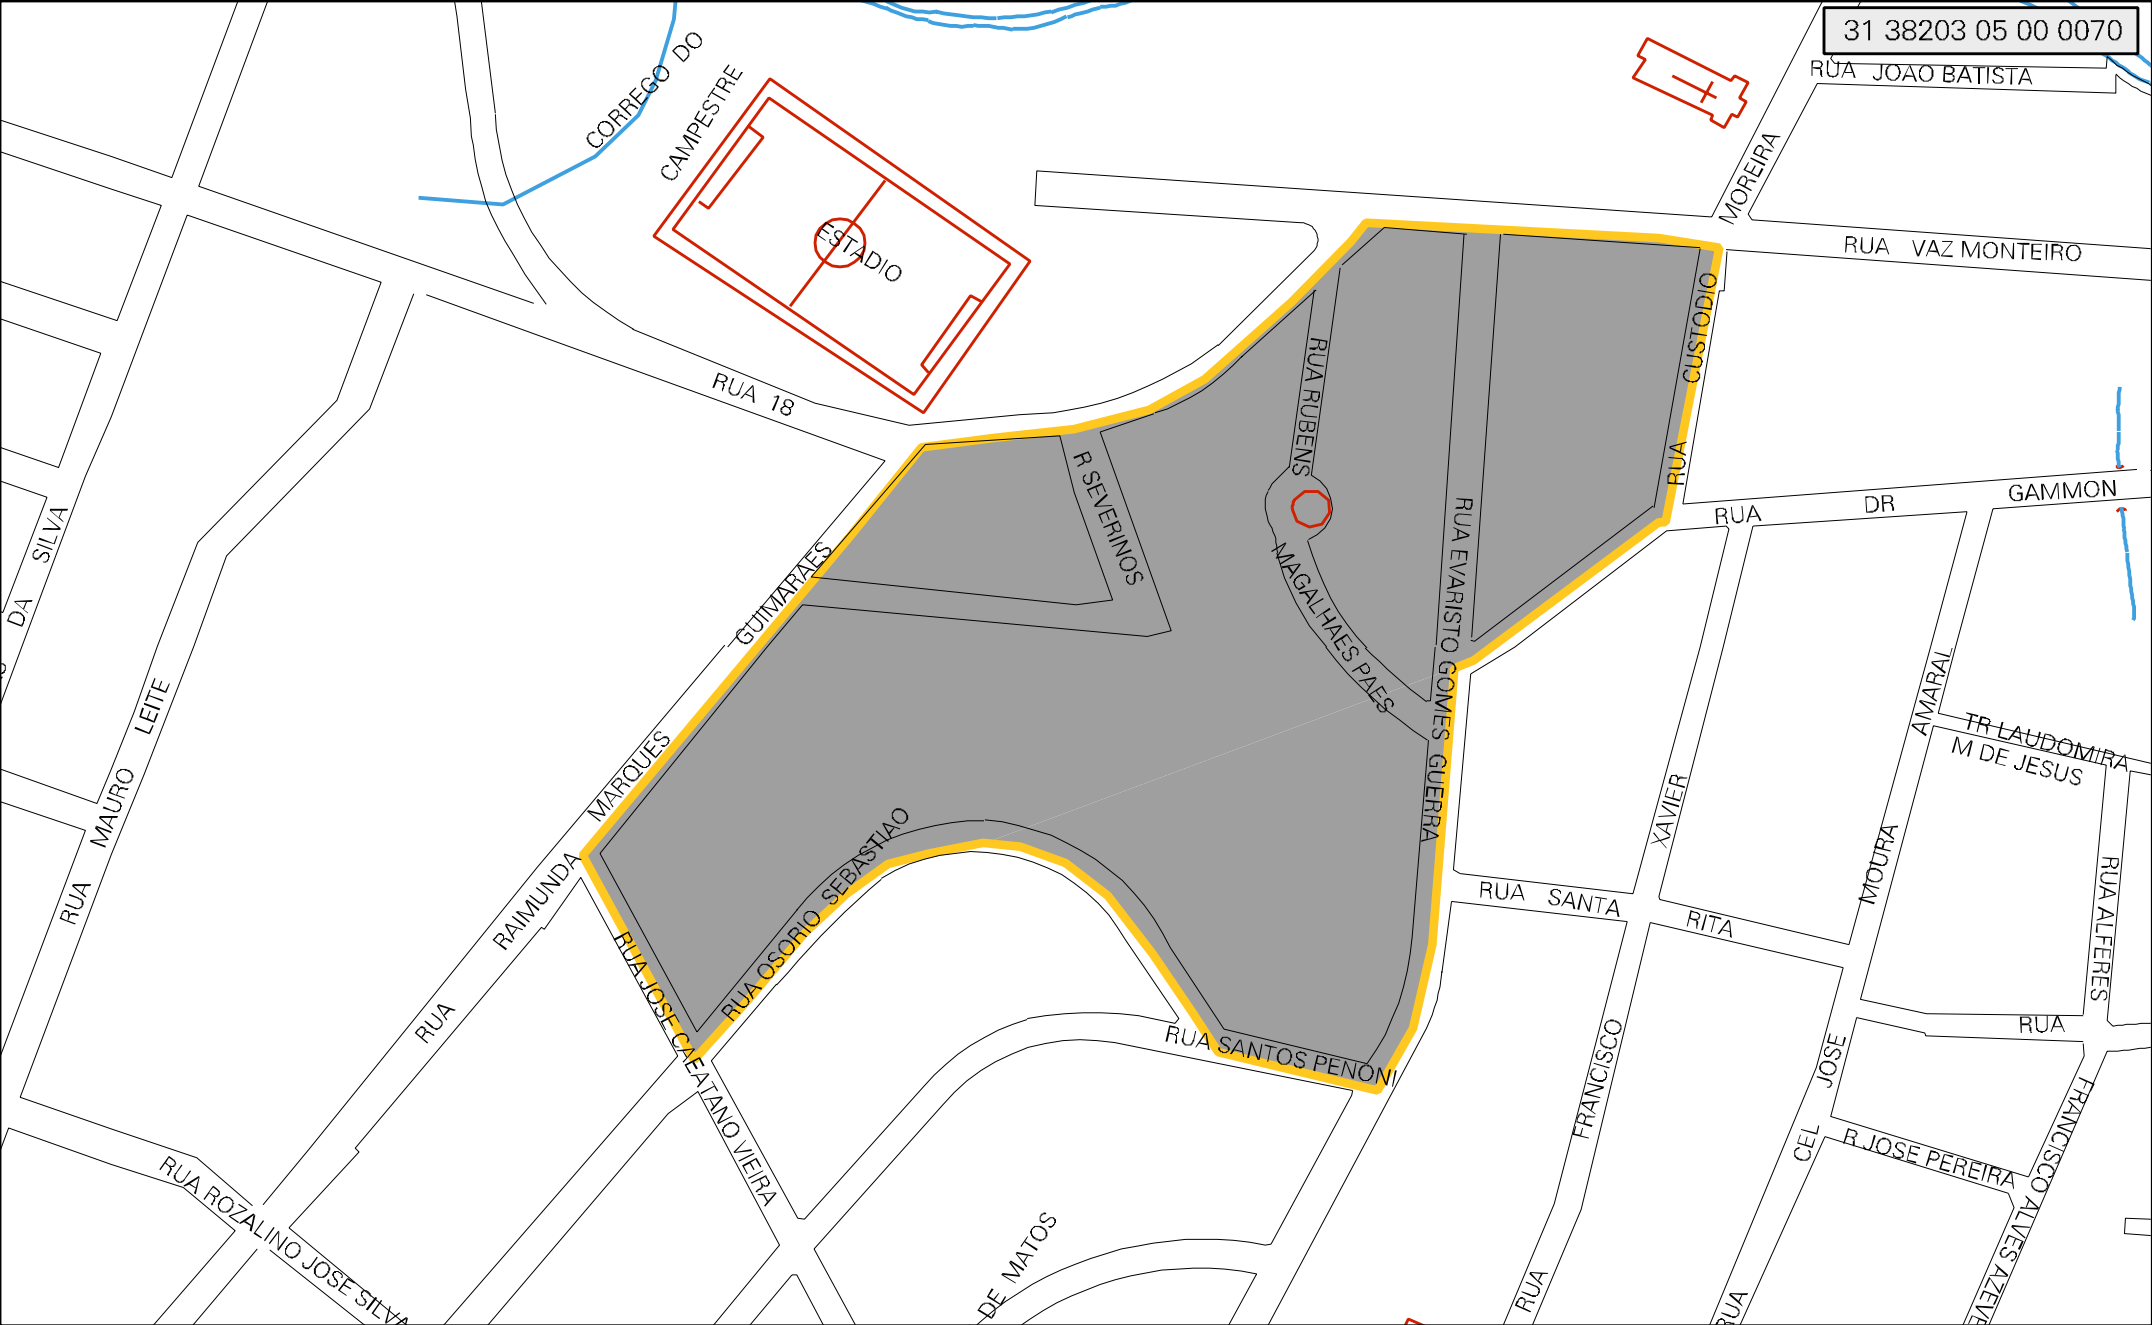 31 38203 05 00 0070
RUA JOAO BATISTA
CORREGO DO
CAMPESTRE
MOREIRA
ESTADIO
RUA VAZ MONTEIRO
RUA CUSTODIO
RUA 18
RUA RUBENS
MAGALHAES PAES
R SEVERINOS
RUA EVARISTO GOMES GUERRA
RUA DR GAMMON
DA SILVA
RUA MAURO LEITE
RUA RAIMUNDA MARQUES GUIMARAES
RUA OSORIO SEBASTIAO
RUA JOSE CAEATANO VIEIRA
RUA SANTOS PENONI
RUA SANTA RITA
RUA FRANCISCO XAVIER
RUA CEL JOSE MOURA AMARAL
TR LAUDOMIRA
M DE JESUS
RUA ALFERES
RUA
R JOSE PEREIRA
FRANCISCO ALVES AZEVE
RUA ROZALINO JOSE SILVA
DE MATOS